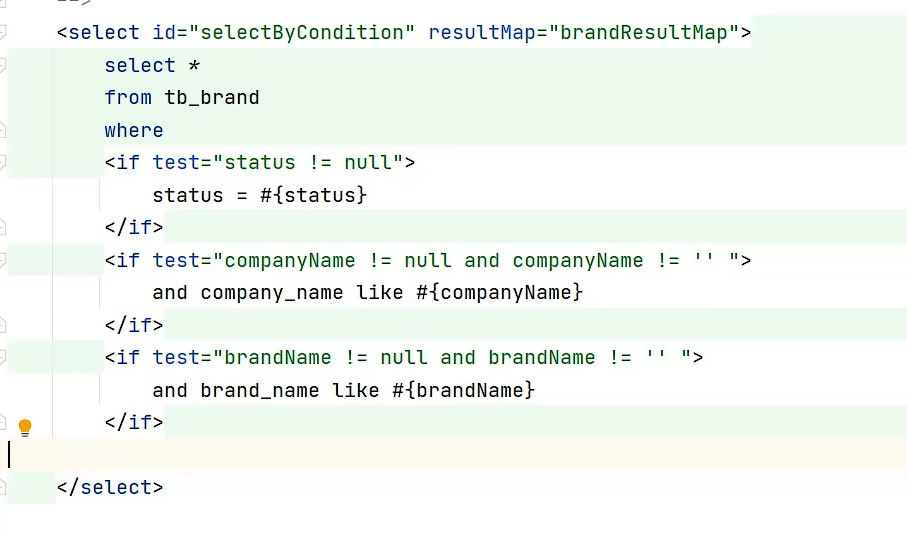 -->
<select id="selectByCondition" resultMap="brandResultMap">
select *
from tb_brand
where
<if test="status != null">
status = #{status}
</if>
<if test="companyName != null and companyName != '' ">
and company_name like #{companyName}
</if>
<if test="brandName != null and brandName != '' ">
and brand_name like #{brandName}
</if>
</select>